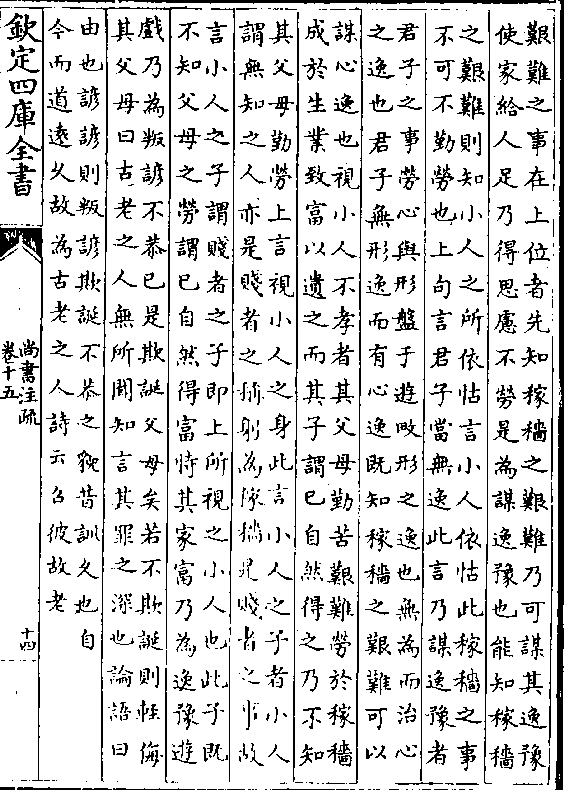 艱難之事在上位者先知稼穡之艱難乃可謀其逸豫
使家給人足乃得思慮不勞是為謀逸豫也能知稼穡
之艱難則知小人之所依怙言小人依怙此稼穡之事
不可不勤勞也上句言君子當無逸此言乃謀逸豫者
君子之事勞心與形盤于遊畋形之逸也無為而治心
之逸也君子無形逸而有心逸既知稼穡之艱難可以
謀心逸也視小人不孝者其父母勤苦艱難勞於稼穡
成於生業致富以遺之而其子謂已自然得之乃不知
其父母勤勞上言視小人之身此言小人之子者小人
謂無知之人亦是賤者之稱躬為稼穡是賤者之事故
言小人之子謂賤者之子即上所視之小人也此子既
不知父母之勞謂已自然得富恃其家富乃為逸豫遊
戲乃為叛諺不恭已是欺誕父母矣若不欺誕則輕侮
其父母曰古老之人無所聞知言其罪之深也論語曰
由也諺諺則叛諺欺誕不恭之貌昔訓久也自
今而道遠久故為古老之人詩云召彼故老
欽定四庫全書
尚書注疏
卷十五
十四